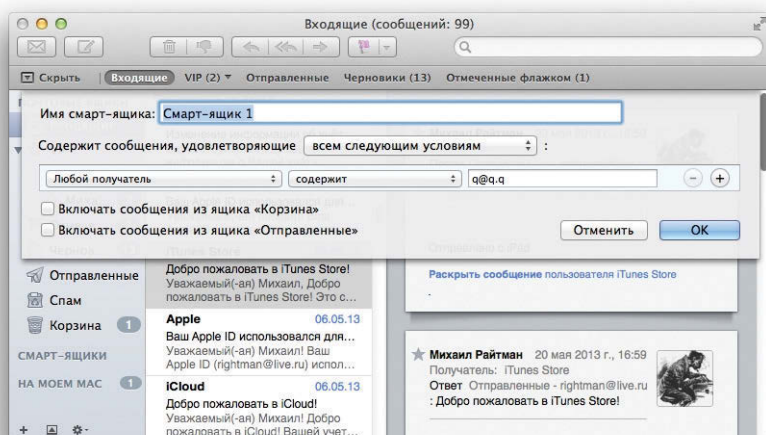 Входящие (сообщений: 99)
Скрыть Входящие VIP (2) Отправленные Черновики (13) Отмеченные флажком (1)
Имя смарт-ящика: Смарт-ящик 1
Содержит сообщения, удовлетворяющие всем следующим условиям :
Любой получатель содержит q@q.q
Включать сообщения из ящика «Корзина»
Включать сообщения из ящика «Отправленные»
Отменить OK
Отправленные
Спам
Корзина 1
СМАРТ-ЯЩИКИ
НА МОЕМ MAC 1
Добро пожаловать в iTunes Store!
Уважаемый(-ая) Михаил, Добро
пожаловать в iTunes Store! Это с...
Apple 06.05.13
Ваш Apple ID использовался для...
Уважаемый(-ая) Михаил! Ваш
Apple ID (rightman@live.ru) испол...
iCloud 06.05.13
Добро пожаловать в iCloud!
Уважаемый(-ая) Михаил! Добро
пожаловать в iCloud! Вашей учет...
Раскрыть сообщение пользователя iTunes Store
.
Михаил Райтман 20 мая 2013 г., 16:59
Получатель: iTunes Store
Ответ Отправленные - rightman@live.ru
: Добро пожаловать в iTunes Store!